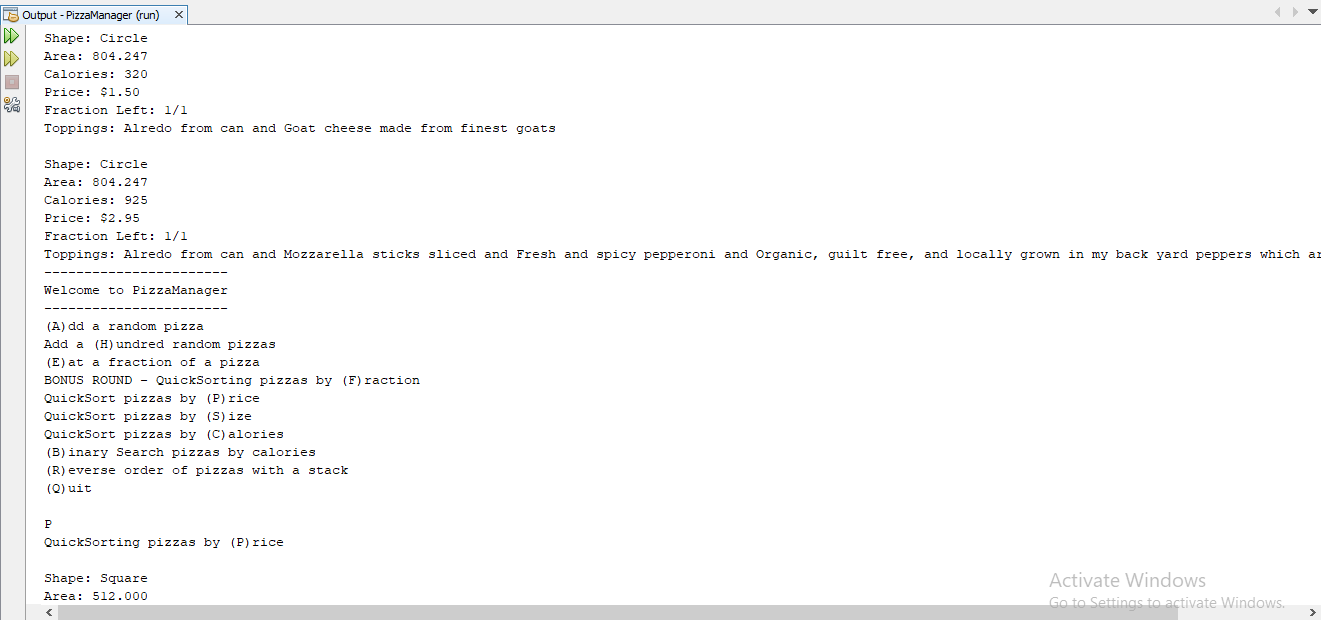 Output - PizzaManager (run)
Shape: Circle
Area: 804.247
Calories: 320
Price: $1.50
Fraction Left: 1/1
Toppings: Alredo from can and Goat cheese made from finest goats
Shape: Circle
Area: 804.247
Calories: 925
Price: $2.95
Fraction Left: 1/1
Toppings: Alredo from can and Mozzarella sticks sliced and Fresh and spicy pepperoni and Organic, guilt free, and locally grown in my back yard peppers which
-----------------------
Welcome to PizzaManager
-----------------------
(A)dd a random pizza
Add a (H)undred random pizzas
(E)at a fraction of a pizza
BONUS ROUND - QuickSorting pizzas by (F)raction
QuickSort pizzas by (P)rice
QuickSort pizzas by (S)ize
QuickSort pizzas by (C)alories
(B)inary Search pizzas by calories
(R)everse order of pizzas with a stack
(Q)uit
P
QuickSorting pizzas by (P)rice
Shape: Square
Area: 512.000
Activate Windows
Go to Settings to activate Windows.